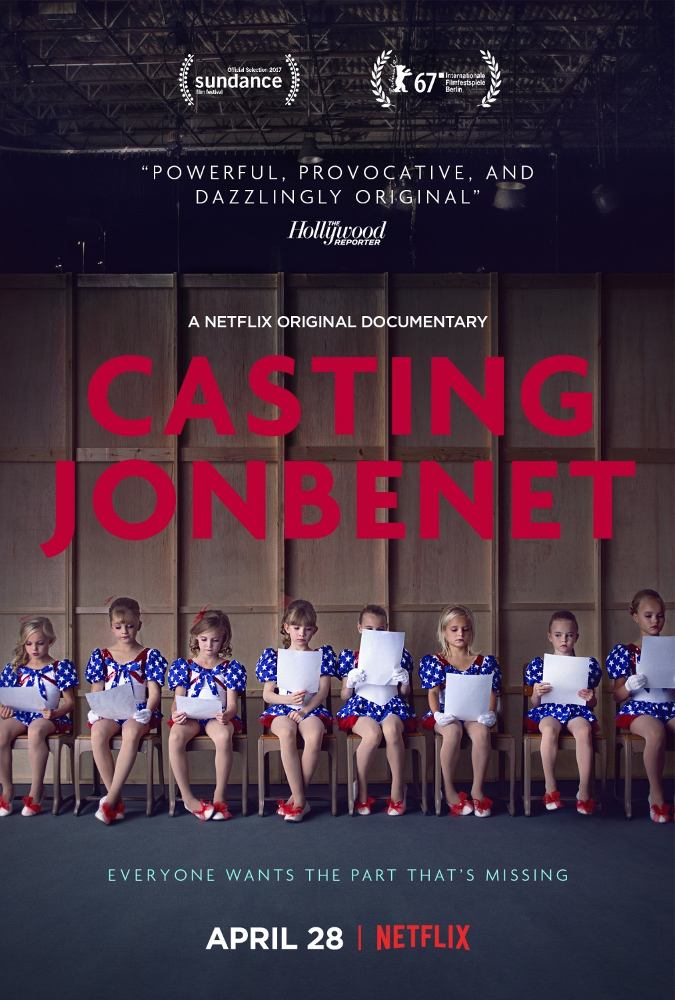 Official Selection 2017
sundance
film festival
Berlinale
67
Internationale
Filmfestspiele
Berlin
“POWERFUL, PROVOCATIVE, AND
DAZZLINGLY ORIGINAL”
THE
Hollywood
REPORTER
A NETFLIX ORIGINAL DOCUMENTARY
CASTING
JONBENET
EVERYONE WANTS THE PART THAT’S MISSING
APRIL 28 | NETFLIX